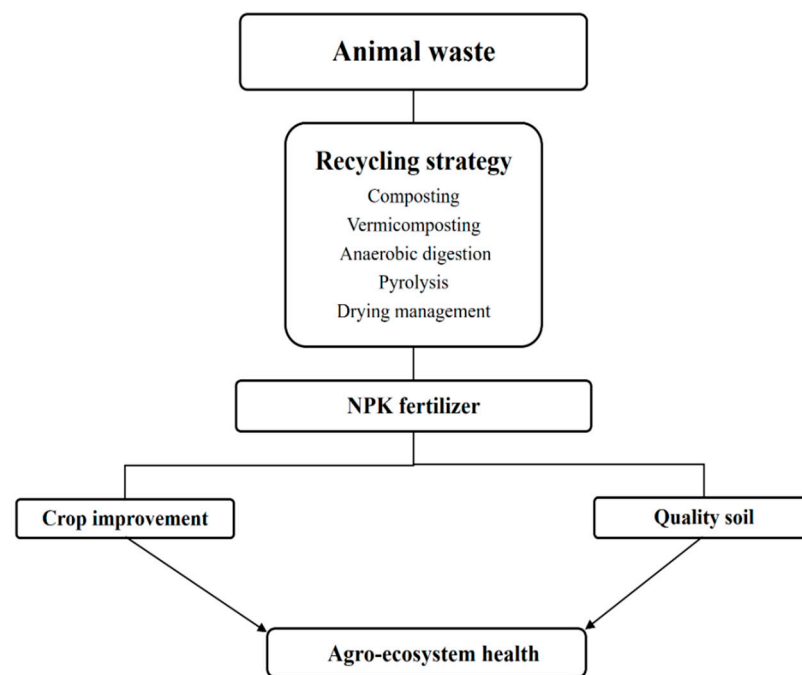 Animal waste
Recycling strategy
Composting
Vermicomposting
Anaerobic digestion
Pyrolysis
Drying management
NPK fertilizer
Crop improvement
Quality soil
Agro-ecosystem health